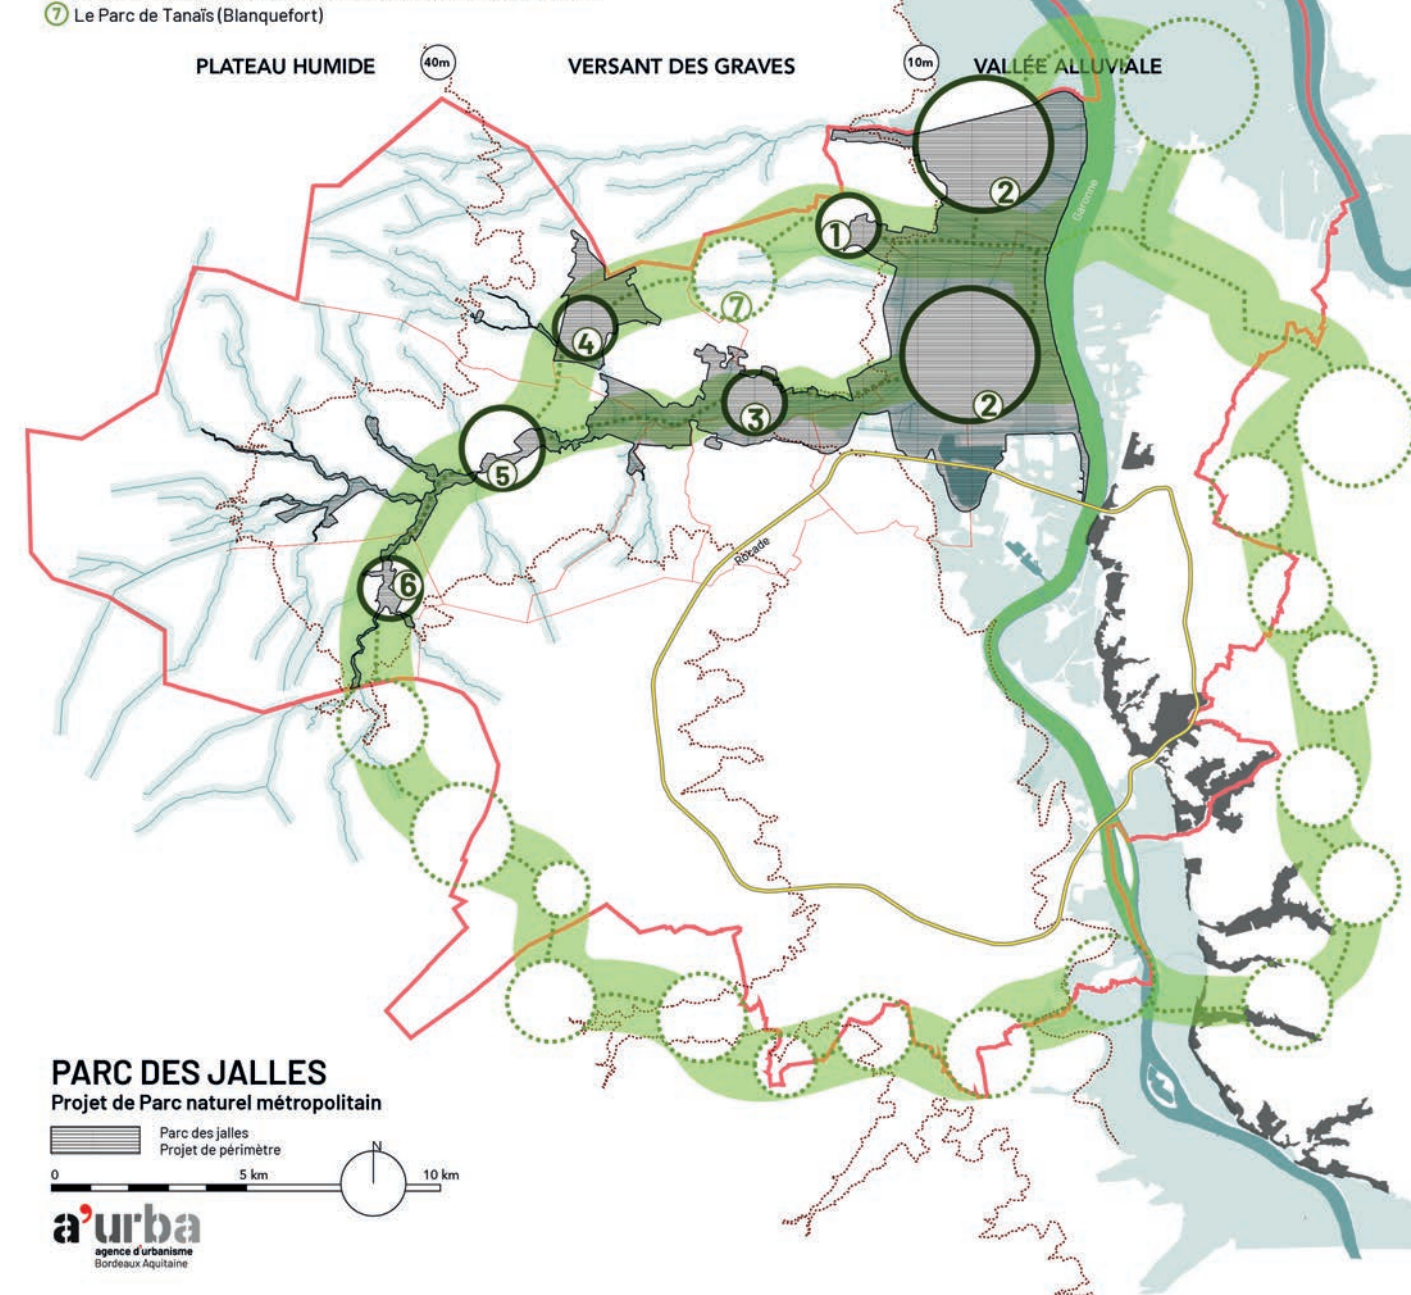 7 Le Parc de Tanaïs (Blanquefort)
PLATEAU HUMIDE
40m
VERSANT DES GRAVES
10m
VALLÉE ALLUVIALE
2
Garonne
1
7
4
2
3
5
Rocade
6
PARC DES JALLES
Projet de Parc naturel métropolitain
Parc des jalles
Projet de périmètre
N
0 5 km 10 km
a'urba
agence d'urbanisme
Bordeaux Aquitaine